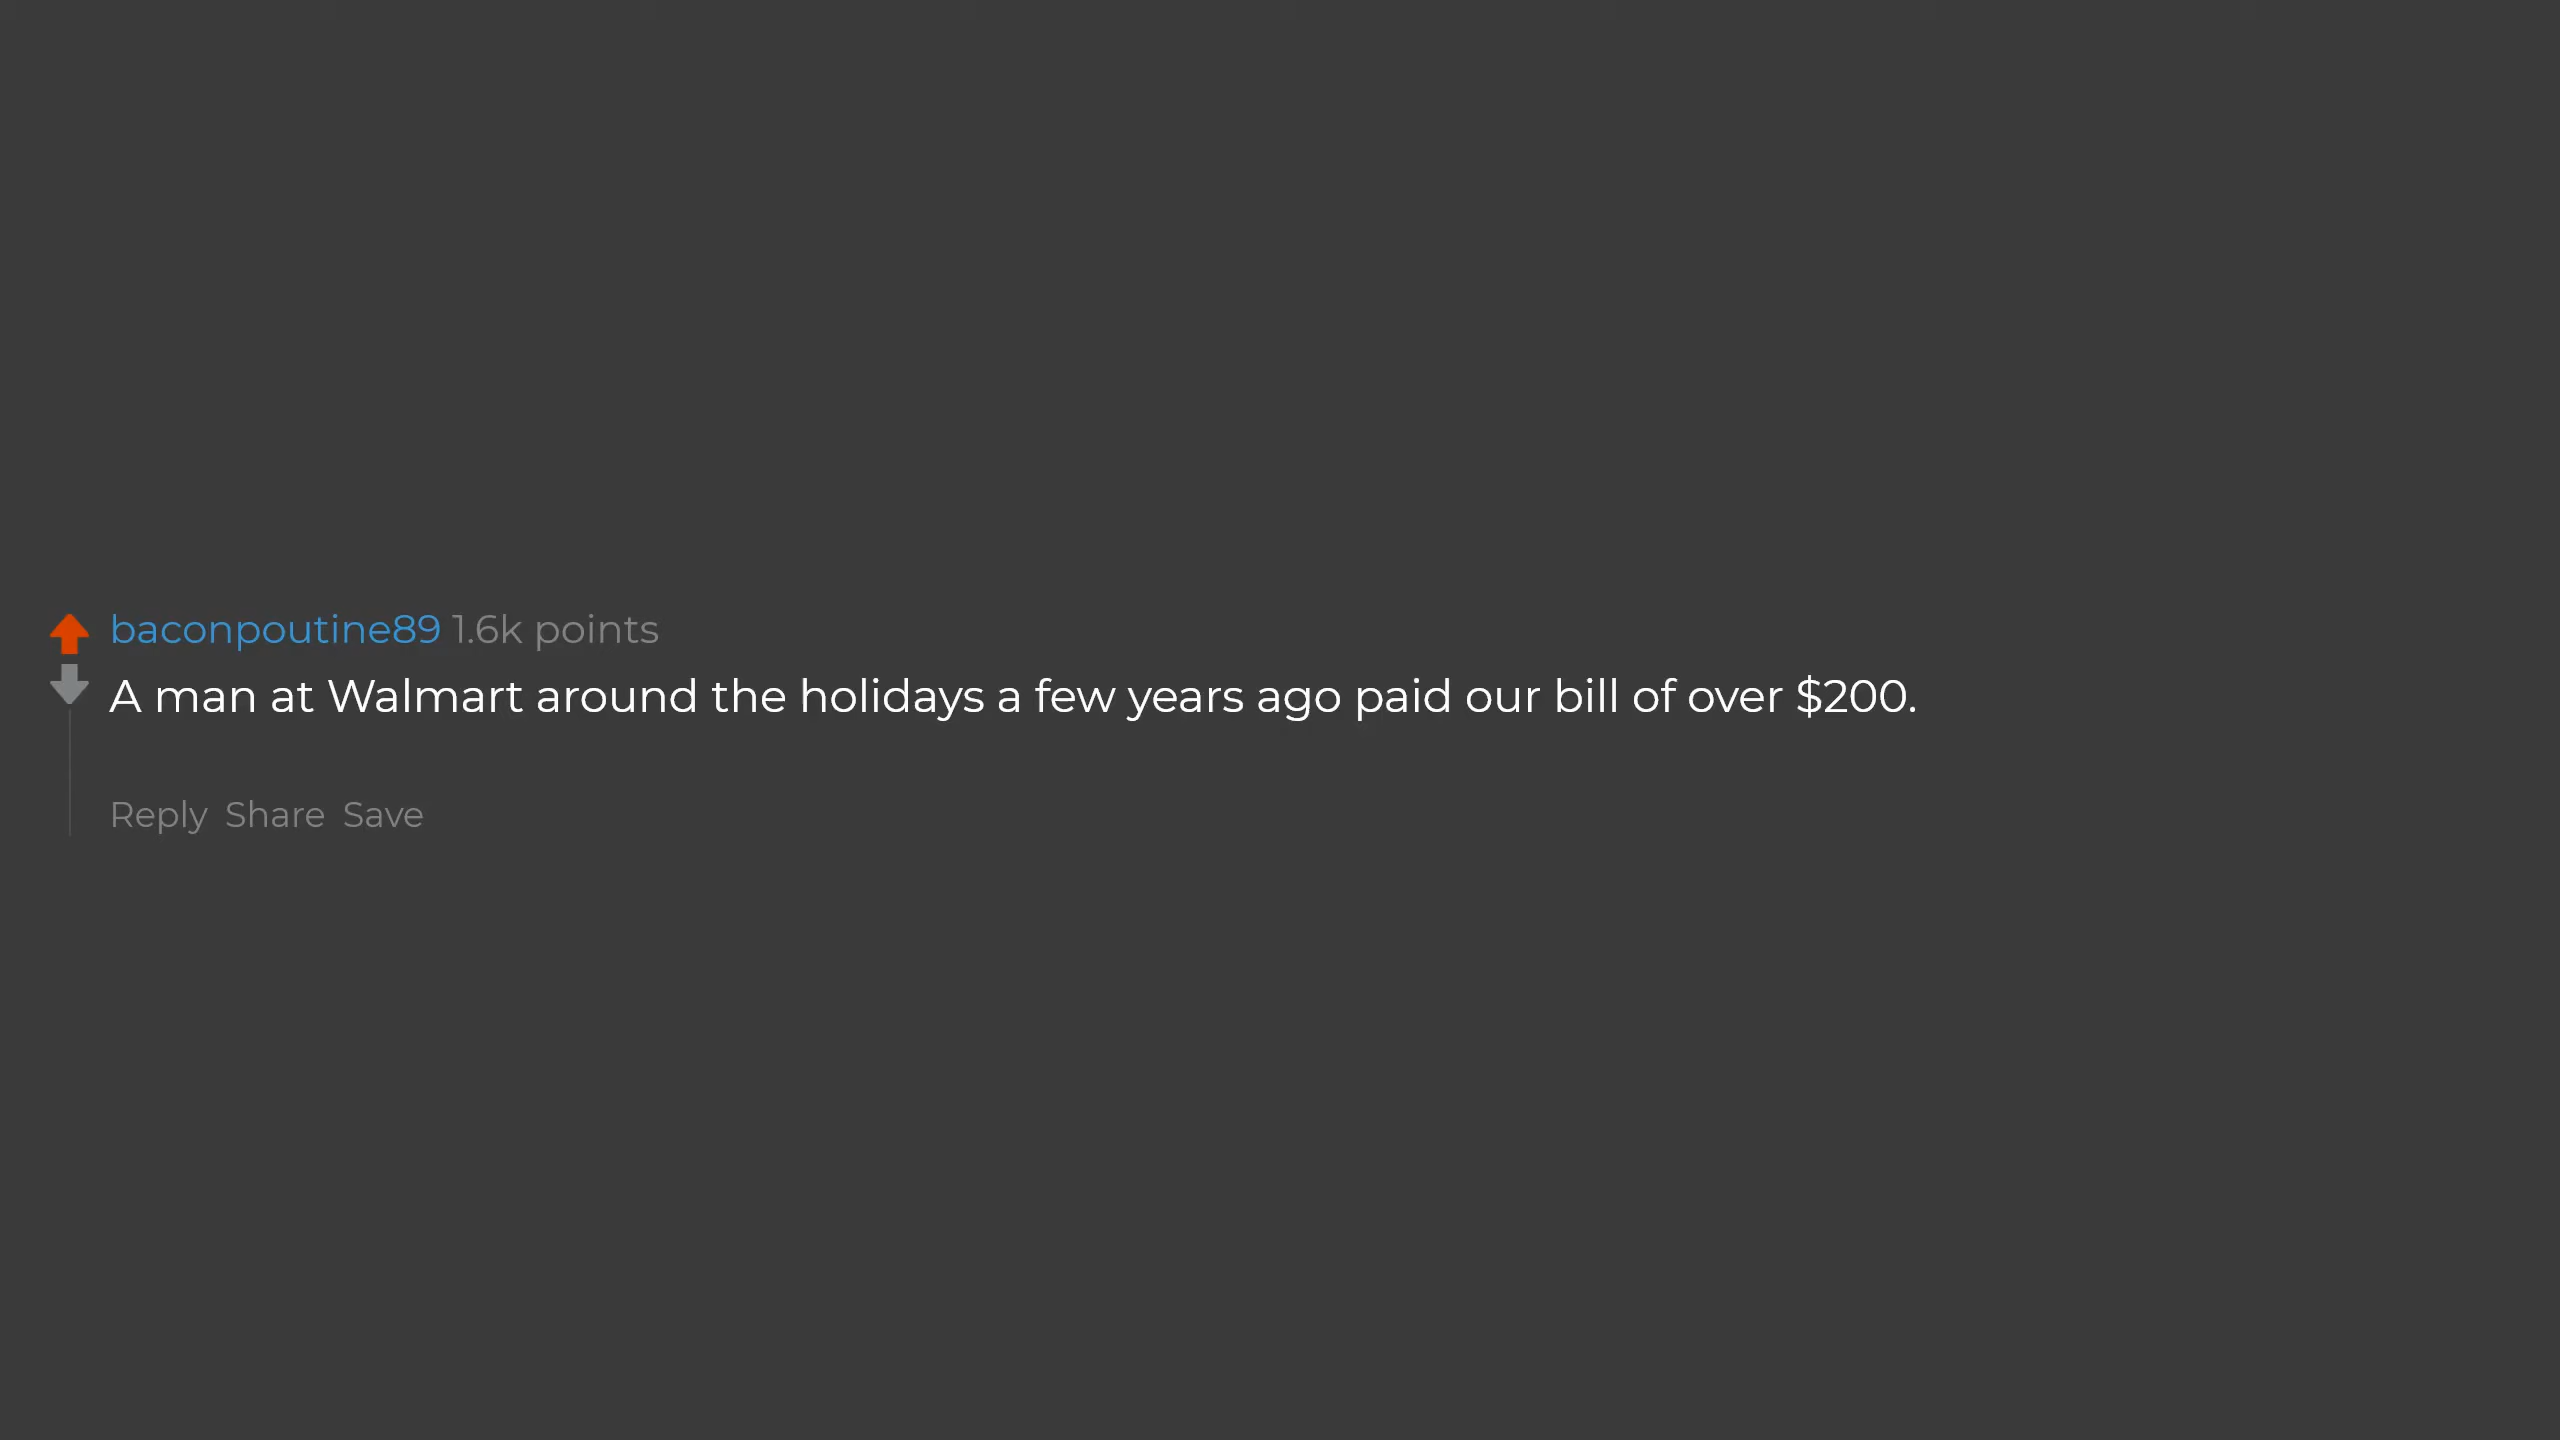 baconpoutine89 1.6k points
A man at Walmart around the holidays a few years ago paid our bill of over $200.
Reply Share Save